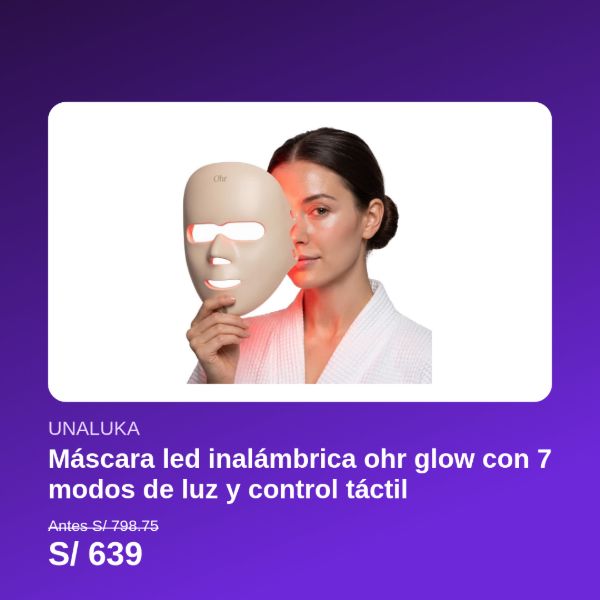 Ohr
UNALUKA
Máscara led inalámbrica ohr glow con 7
modos de luz y control táctil
Antes S/ 798.75
S/ 639